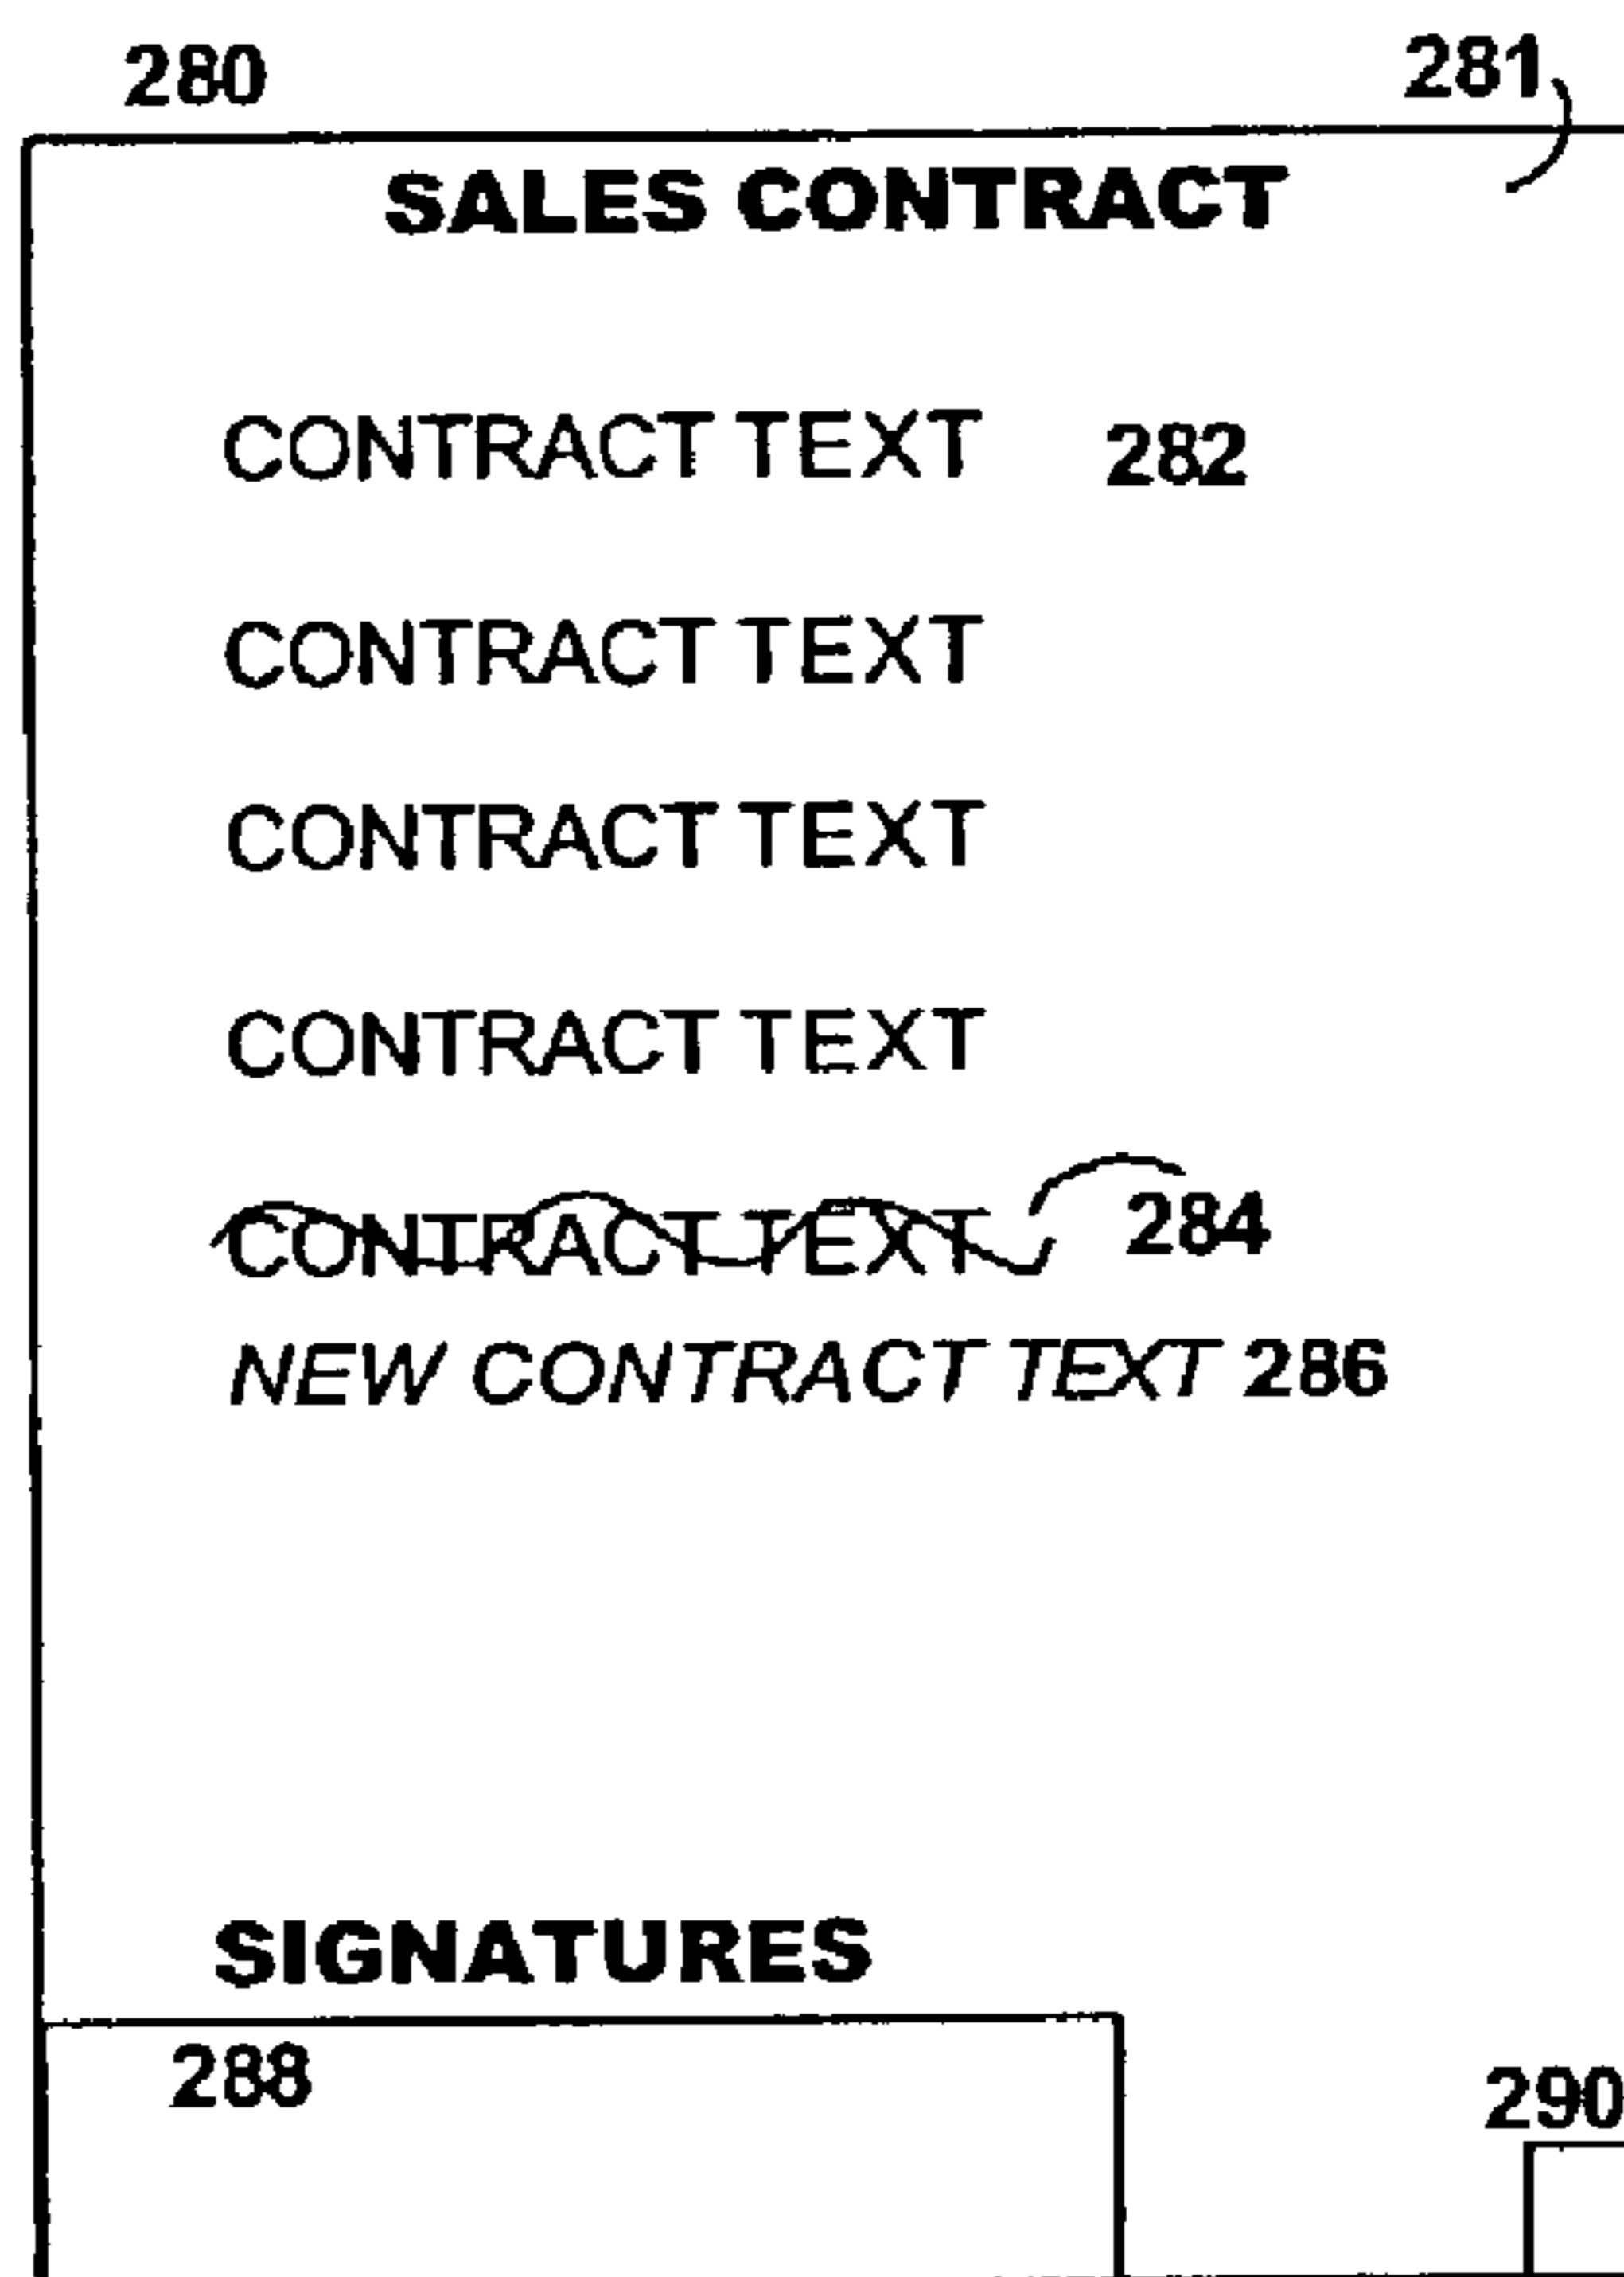 280 281
SALES CONTRACT
CONTRACT TEXT 282
CONTRACT TEXT
CONTRACT TEXT
CONTRACT TEXT
CONTRACT TEXT 284
NEW CONTRACT TEXT 286
SIGNATURES
288
290